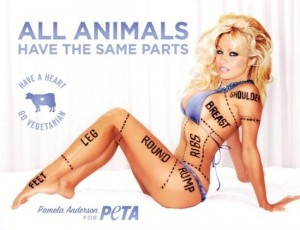 ALL ANIMALS
HAVE THE SAME PARTS
HAVE A HEART
GO VEGETARIAN
SHOULDER
BREAST
RIBS
ROUND
RUMP
LEG
FEET
Pamela Anderson
FOR PETA